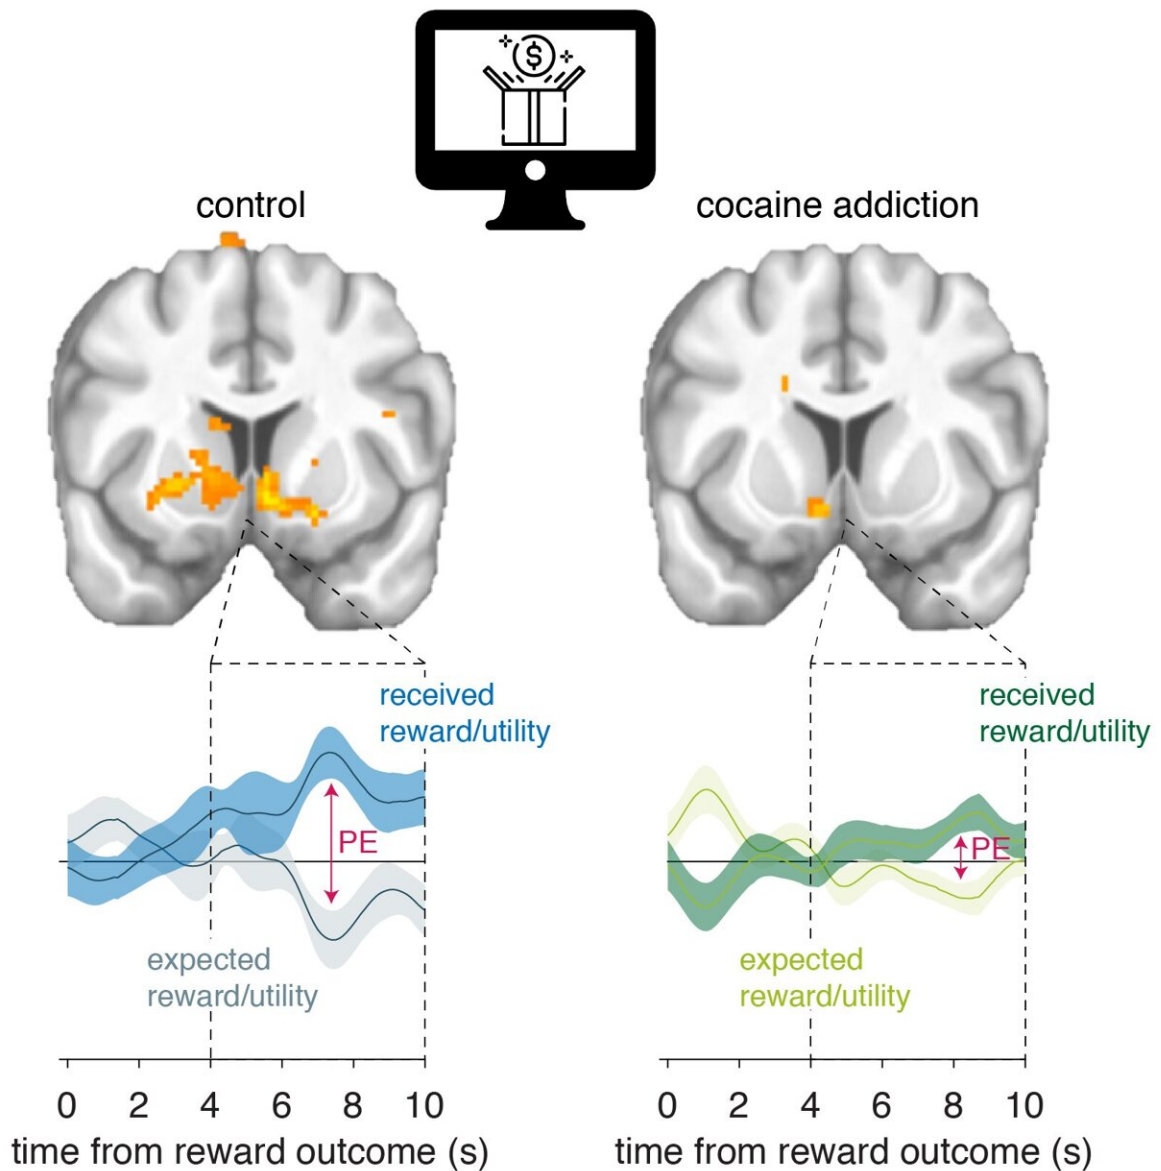 $
control
cocaine addiction
received
reward/utility
PE
expected
reward/utility
0 2 4 6 8 10
time from reward outcome (s)
received
reward/utility
PE
expected
reward/utility
0 2 4 6 8 10
time from reward outcome (s)